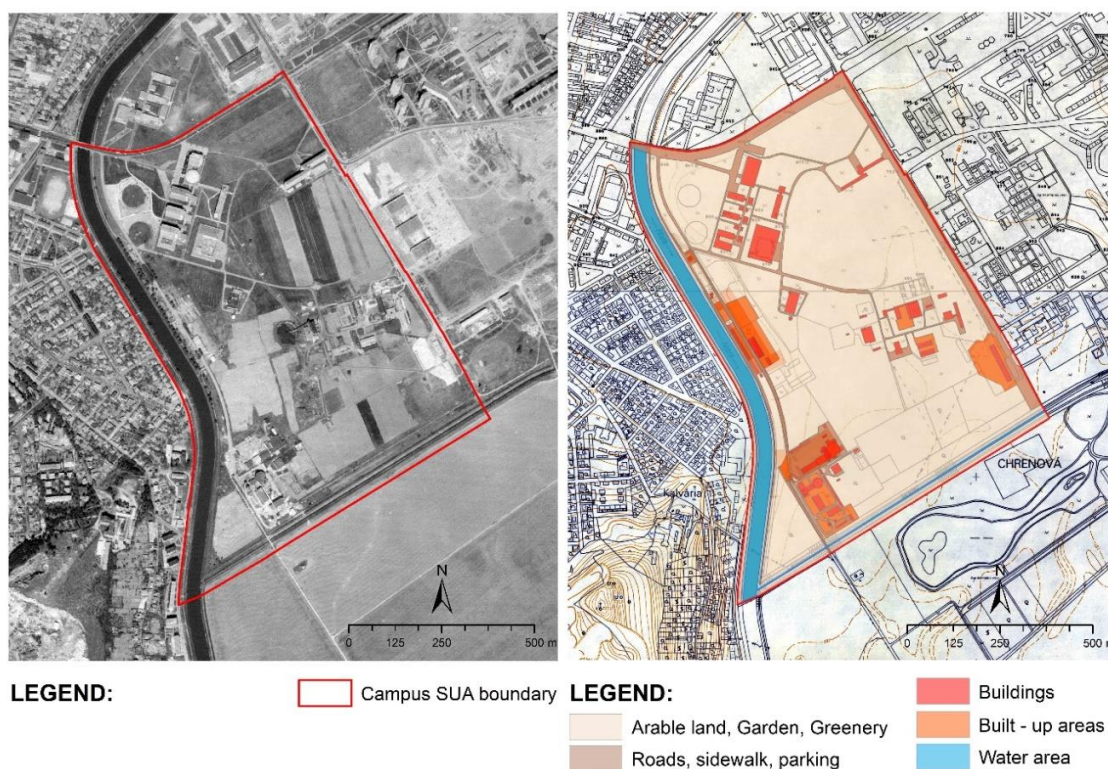 N
0 125 250 500 m
Kalvária
CHRENOVÁ
N
0 125 250 500 m
LEGEND:
Campus SUA boundary
LEGEND:
Arable land, Garden, Greenery
Roads, sidewalk, parking
Buildings
Built - up areas
Water area